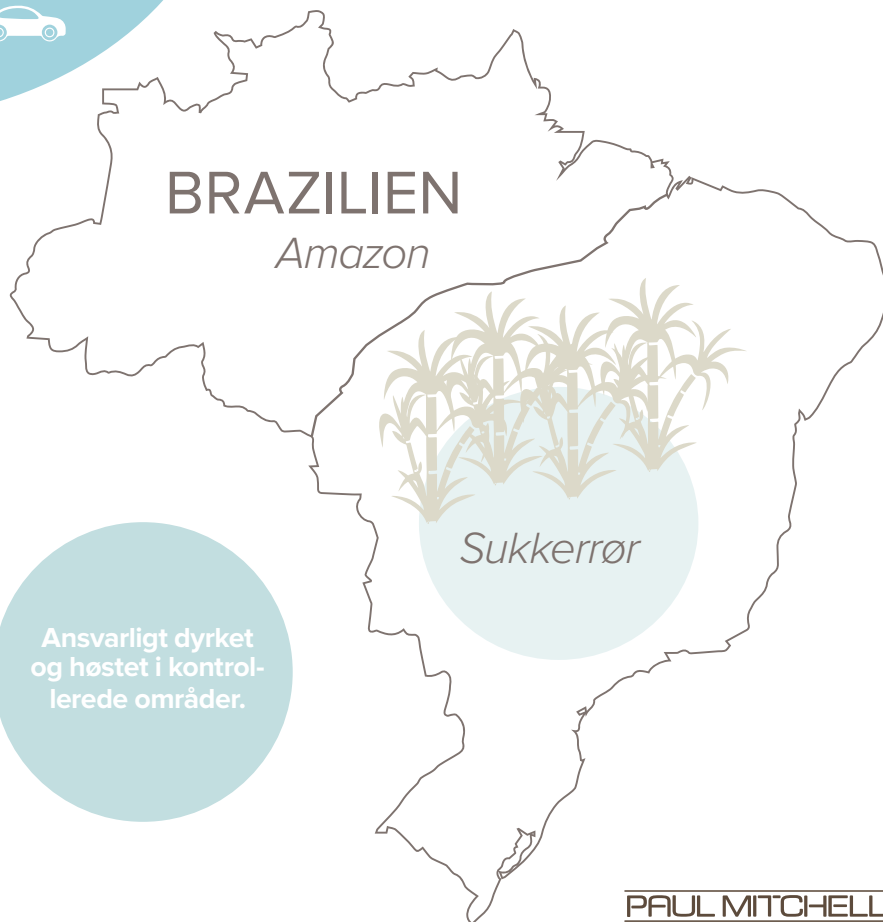 BRAZILIEN
Amazon
Sukkerrør
Ansvarligt dyrket
og høstet i kontrol-
lerede områder.
PAUL MITCHELL